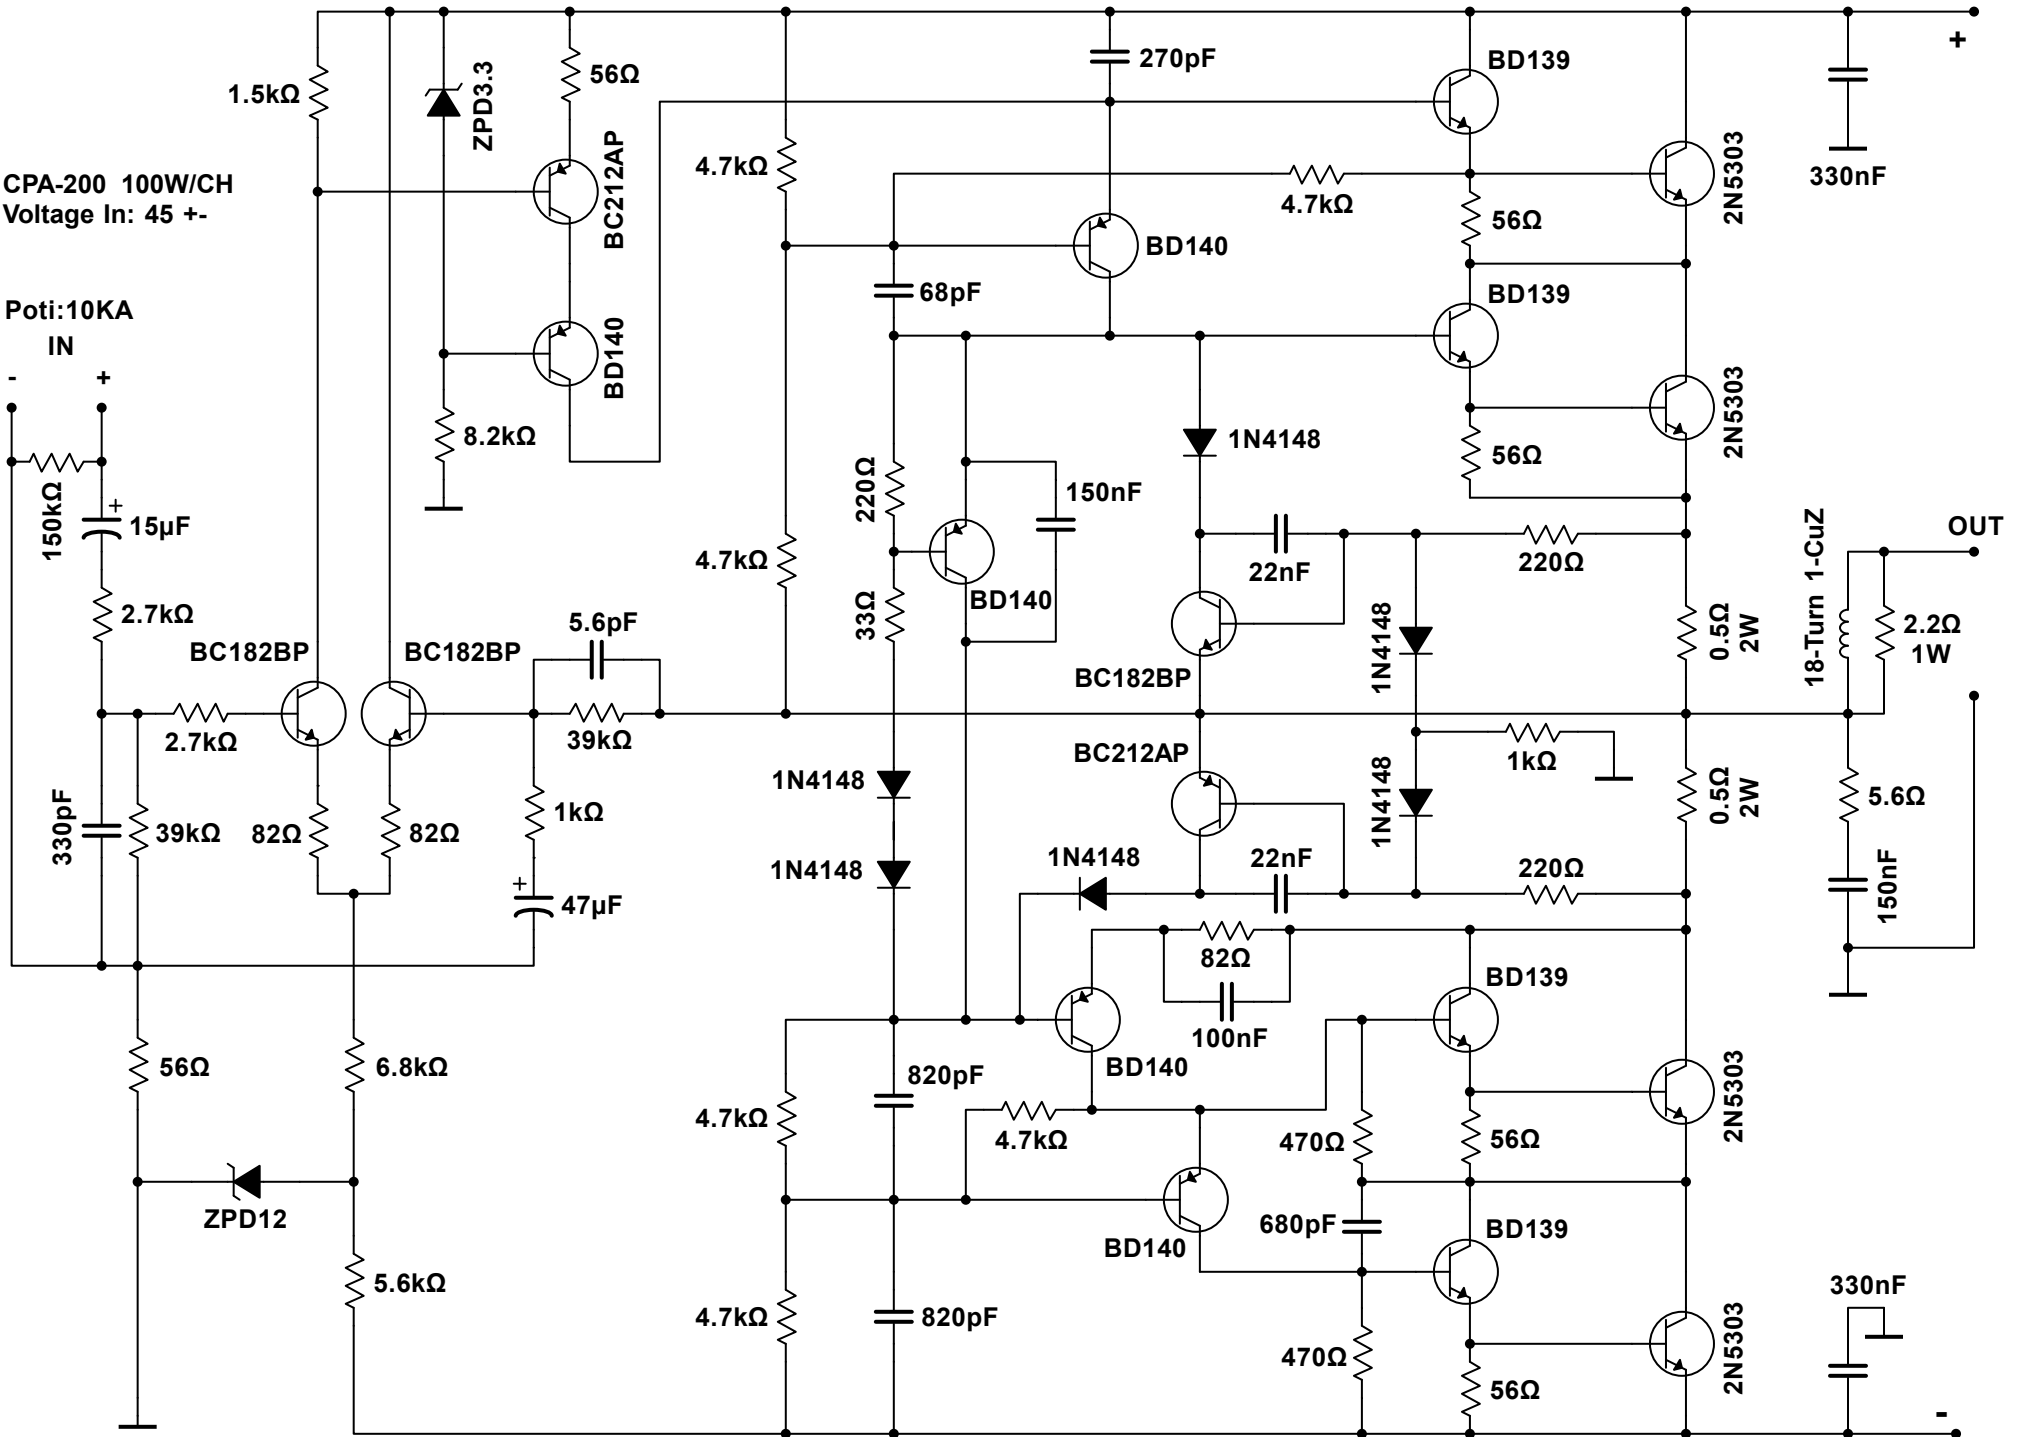 270pF
BD139
+
56Ω
ZPD3.3
1.5kΩ
BC212AP
4.7kΩ
2N5303
330nF
CPA-200 100W/CH
Voltage In: 45 +-
4.7kΩ
56Ω
BD140
68pF
BD139
Poti:10KA
IN
- +
BD140
2N5303
8.2kΩ
1N4148
56Ω
220Ω
150nF
150kΩ
15µF
18-Turn 1-CuZ
OUT
4.7kΩ
22nF
220Ω
BD140
33Ω
2.7kΩ
5.6pF
1N4148
0.5Ω
2W
2.2Ω
1W
BC182BP
BC182BP
BC182BP
2.7kΩ
39kΩ
BC212AP
1kΩ
1N4148
1N4148
0.5Ω
2W
5.6Ω
1kΩ
330pF
39kΩ
82Ω
82Ω
1N4148
1N4148
22nF
220Ω
+
47µF
+
150nF
82Ω
BD139
100nF
56Ω
6.8kΩ
BD140
820pF
2N5303
4.7kΩ
4.7kΩ
470Ω
56Ω
ZPD12
680pF
BD139
BD140
5.6kΩ
330nF
4.7kΩ
820pF
470Ω
56Ω
2N5303
-